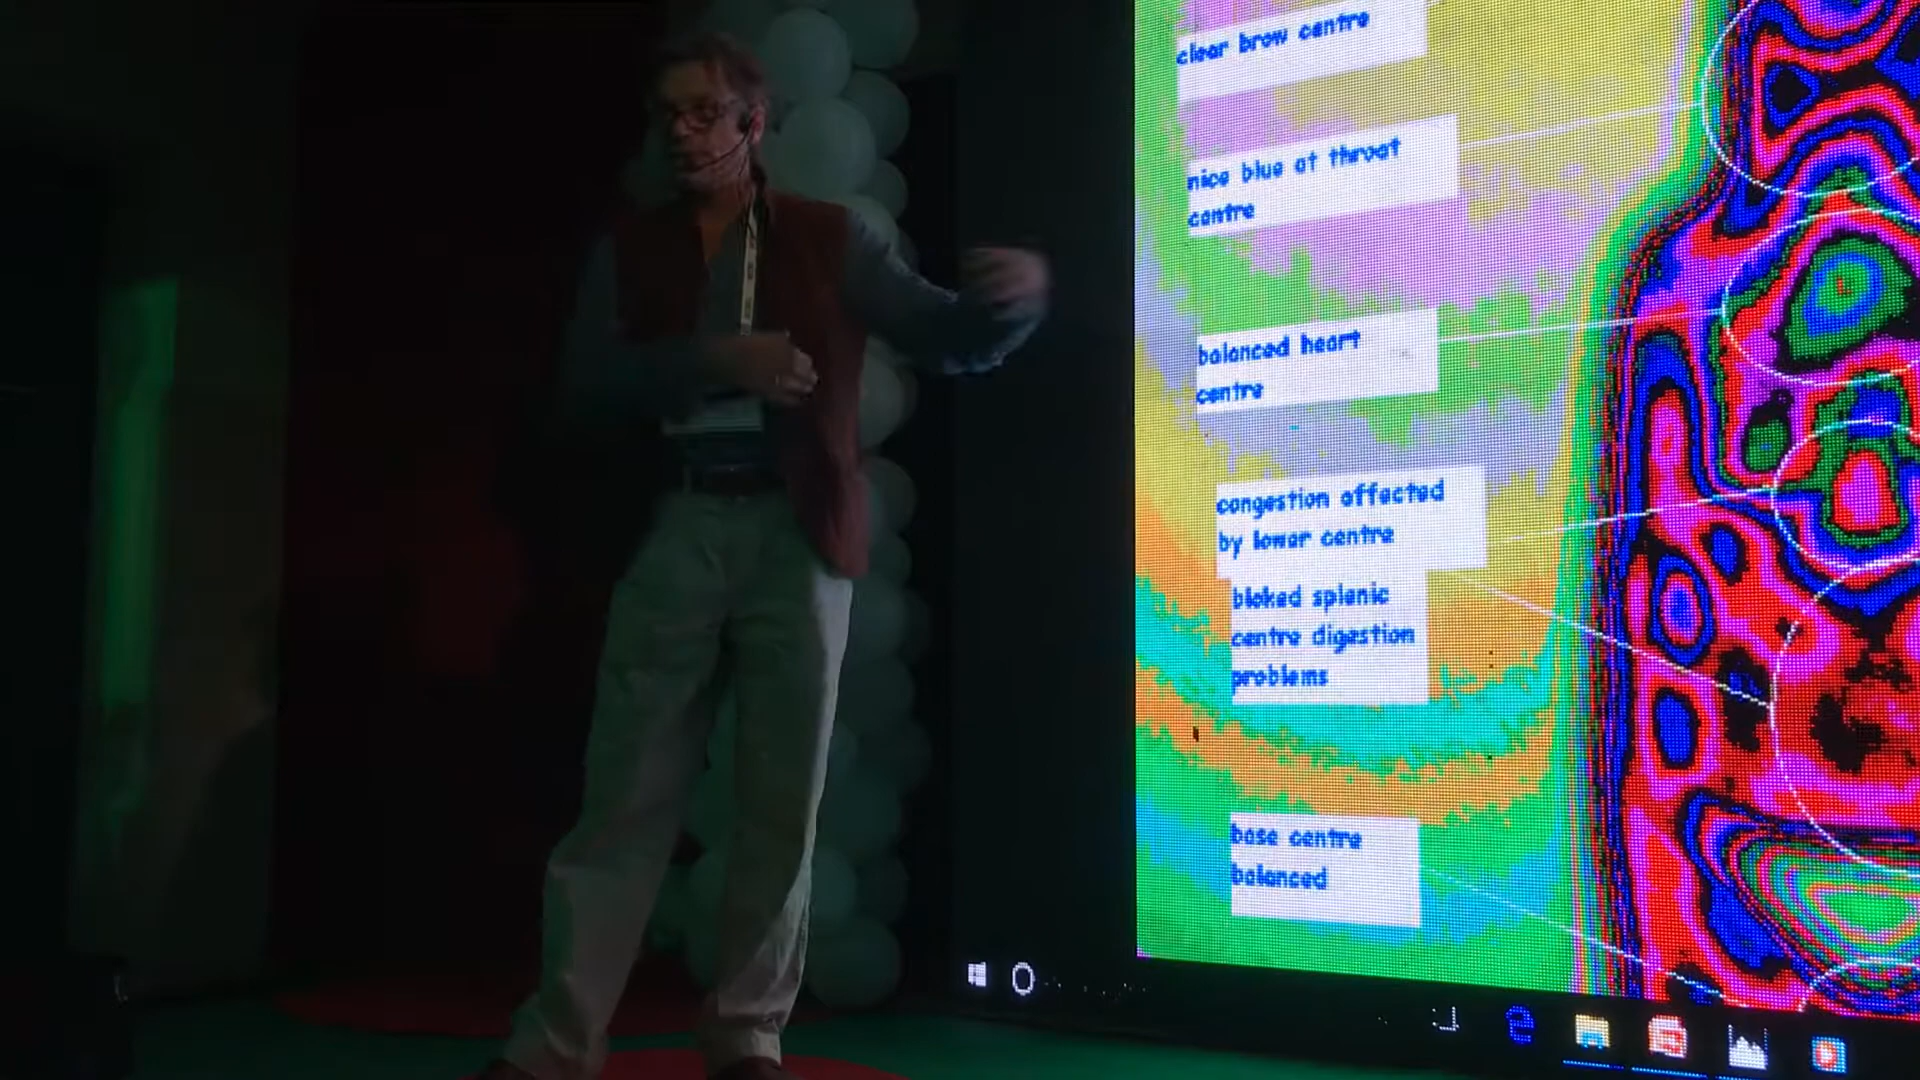 clear brow centre
nice blue at throat
centre
balanced heart
centre
congestion affected
by lower centre
bloked splenic
centre digestion
problems
base centre
balanced